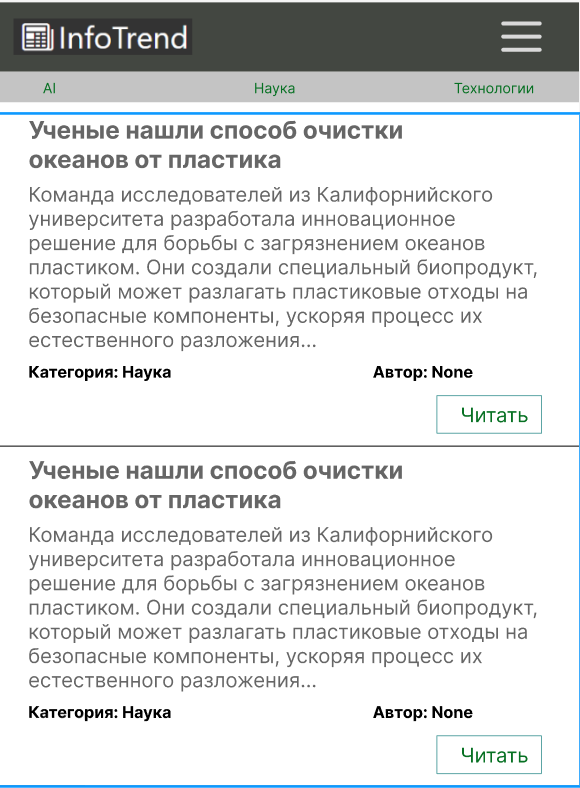 InfoTrend
AI Наука Технологии
Ученые нашли способ очистки
океанов от пластика
Команда исследователей из Калифорнийского
университета разработала инновационное
решение для борьбы с загрязнением океанов
пластиком. Они создали специальный биопродукт,
который может разлагать пластиковые отходы на
безопасные компоненты, ускоряя процесс их
естественного разложения...
Категория: Наука Автор: None
Читать
Ученые нашли способ очистки
океанов от пластика
Команда исследователей из Калифорнийского
университета разработала инновационное
решение для борьбы с загрязнением океанов
пластиком. Они создали специальный биопродукт,
который может разлагать пластиковые отходы на
безопасные компоненты, ускоряя процесс их
естественного разложения...
Категория: Наука Автор: None
Читать